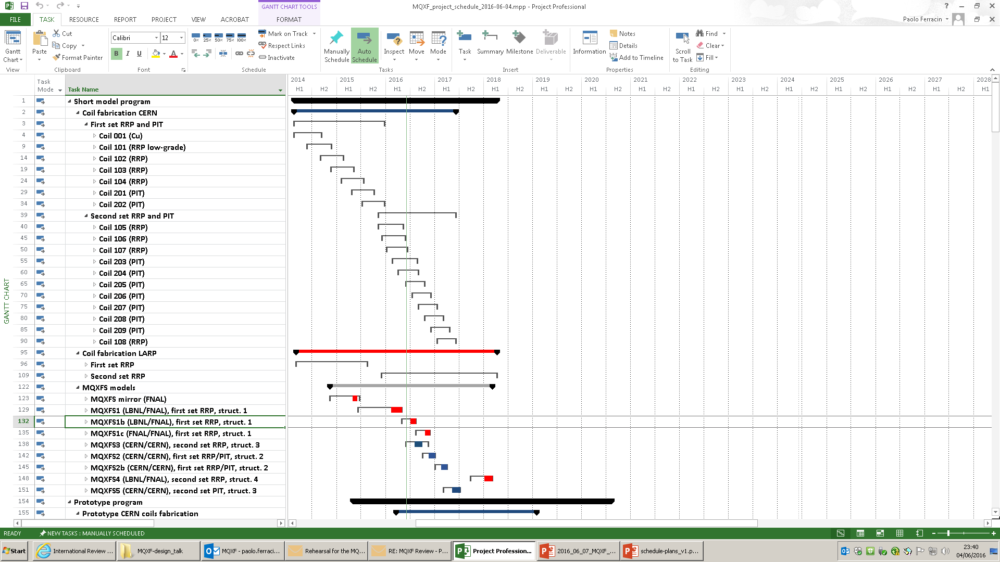 GANTT CHART TOOLS
MQXF_project_schedule_2016-06-04.mpp - Project Professional
FILE TASK RESOURCE REPORT PROJECT VIEW ACROBAT FORMAT
Paolo Ferracin
Gantt Chart
View
Paste
Cut
Copy
Format Painter
Clipboard
Calibri 12
B I U
Font
0% 25% 50% 75% 100%
Mark on Track
Respect Links
Inactivate
Schedule
Manually Schedule
Auto Schedule
Inspect Move Mode
Tasks
Task Summary Milestone Deliverable
Insert
Information
Notes
Details
Add to Timeline
Properties
Scroll to Task
Find
Clear
Fill
Editing
Task Mode Task Name
2014 2015 2016 2017 2018 2019 2020 2021 2022 2023 2024 2025 2026 2027 2028
H1 H2 H1 H2 H1 H2 H1 H2 H1 H2 H1 H2 H1 H2 H1 H2 H1 H2 H1 H2 H1 H2 H1 H2 H1 H2 H1 H2 H1
GANTT CHART
1 Short model program
2 Coil fabrication CERN
3 First set RRP and PIT
4 Coil 001 (Cu)
9 Coil 101 (RRP low-grade)
14 Coil 102 (RRP)
19 Coil 103 (RRP)
24 Coil 104 (RRP)
29 Coil 201 (PIT)
34 Coil 202 (PIT)
39 Second set RRP and PIT
40 Coil 105 (RRP)
45 Coil 106 (RRP)
50 Coil 107 (RRP)
55 Coil 203 (PIT)
60 Coil 204 (PIT)
65 Coil 205 (PIT)
70 Coil 206 (PIT)
75 Coil 207 (PIT)
80 Coil 208 (PIT)
85 Coil 209 (PIT)
90 Coil 108 (RRP)
95 Coil fabrication LARP
96 First set RRP
109 Second set RRP
122 MQXFS models
123 MQXFS mirror (FNAL)
129 MQXFS1 (LBNL/FNAL), first set RRP, struct. 1
132 MQXFS1b (LBNL/FNAL), first set RRP, struct. 1
135 MQXFS1c (FNAL/FNAL), first set RRP, struct. 1
138 MQXFS3 (CERN/CERN), second set RRP, struct. 3
142 MQXFS2 (CERN/CERN), first set RRP/PIT, struct. 2
145 MQXFS2b (CERN/CERN), first set RRP/PIT, struct. 2
148 MQXFS4 (LBNL/FNAL), second set RRP, struct. 4
151 MQXFS5 (CERN/CERN), second set PIT, struct. 3
154 Prototype program
155 Prototype CERN coils fabrication
READY NEW TASKS : MANUALLY SCHEDULED
Start
International Review ...
MQXF-design_talk
MQXF - paolo.ferraci...
Rehearsal for the MQ...
RE: MQXF Review - P...
Project Profession...
2016_06_07_MQXF_...
schedule-plans_v1.p...
23:40
04/06/2016